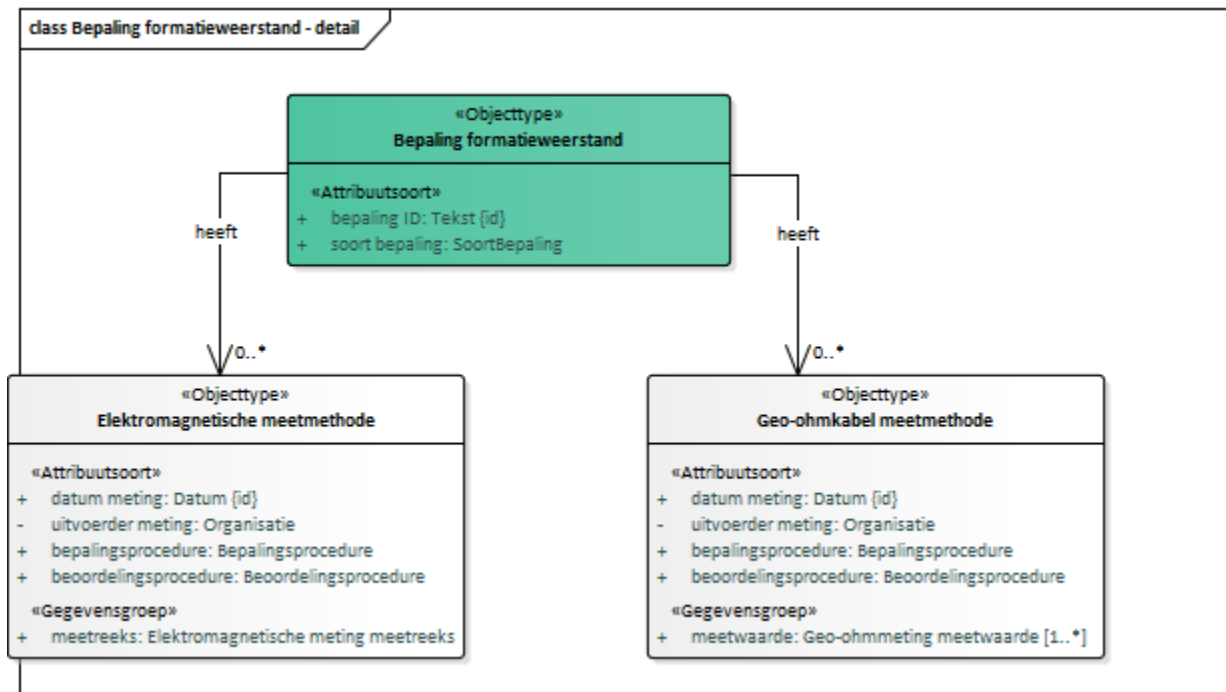 class Bepaling formatieweerstand - detail
«Objecttype»
Bepaling formatieweerstand
«Attribuutsoort»
+ bepaling ID: Tekst {id}
+ soort bepaling: SoortBepaling
heeft
heeft
0..*
0..*
«Objecttype»
Elektromagnetische meetmethode
«Attribuutsoort»
+ datum meting: Datum {id}
- uitvoerder meting: Organisatie
+ bepalingsprocedure: Bepalingsprocedure
+ beoordelingsprocedure: Beoordelingsprocedure
«Gegevensgroep»
+ meetreeks: Elektromagnetische meting meetreeks
«Objecttype»
Geo-ohmkabel meetmethode
«Attribuutsoort»
+ datum meting: Datum {id}
- uitvoerder meting: Organisatie
+ bepalingsprocedure: Bepalingsprocedure
+ beoordelingsprocedure: Beoordelingsprocedure
«Gegevensgroep»
+ meetwaarde: Geo-ohmmeting meetwaarde [1..*]